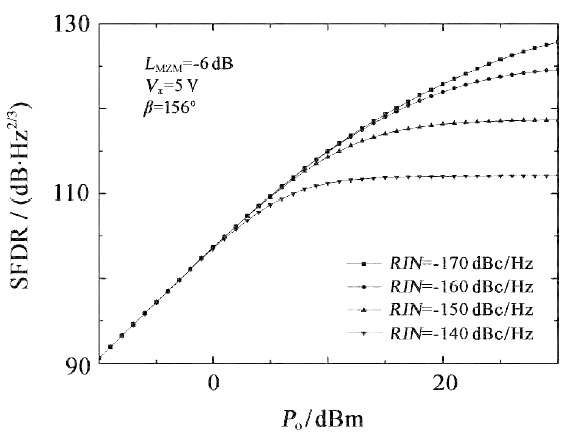 130
110
90
SFDR / (dB·Hz^2/3)
L_MZM=-6 dB
V_π=5 V
β=156°
RIN=-170 dBc/Hz
RIN=-160 dBc/Hz
RIN=-150 dBc/Hz
RIN=-140 dBc/Hz
0
20
P_o/dBm